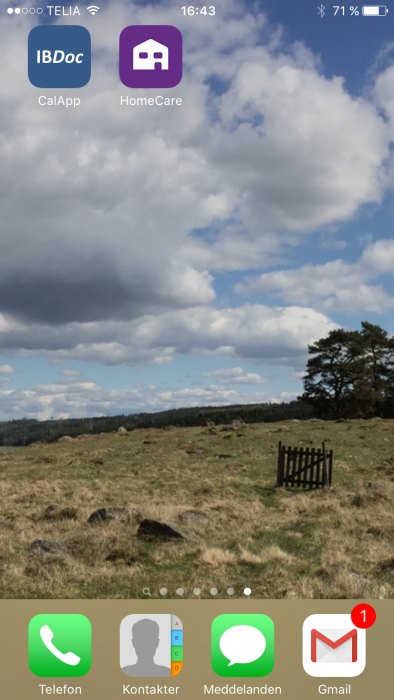 TELIA 16:43 71 %
IBDoc
CalApp HomeCare
A
B
C
D
1
Telefon Kontakter Meddelanden Gmail